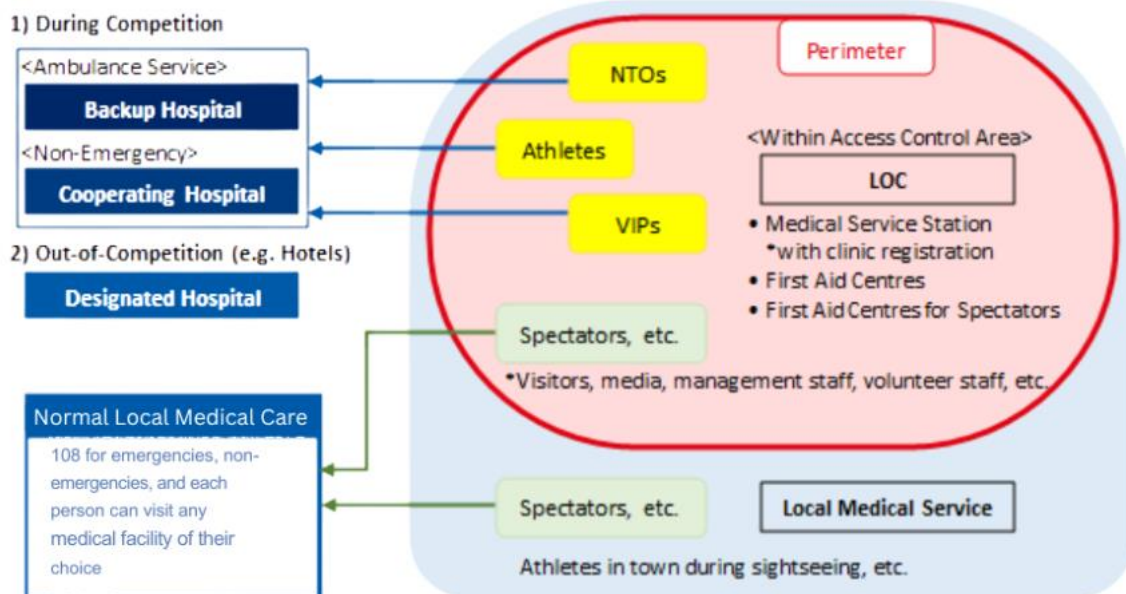 1) During Competition
<Ambulance Service>
Backup Hospital
<Non-Emergency>
Cooperating Hospital
2) Out-of-Competition (e.g. Hotels)
Designated Hospital
Normal Local Medical Care
108 for emergencies, non-
emergencies, and each
person can visit any
medical facility of their
choice
Perimeter
NTOs
Athletes
VIPs
<Within Access Control Area>
LOC
• Medical Service Station
*with clinic registration
• First Aid Centres
• First Aid Centres for Spectators
Spectators, etc.
*Visitors, media, management staff, volunteer staff, etc.
Spectators, etc.
Local Medical Service
Athletes in town during sightseeing, etc.